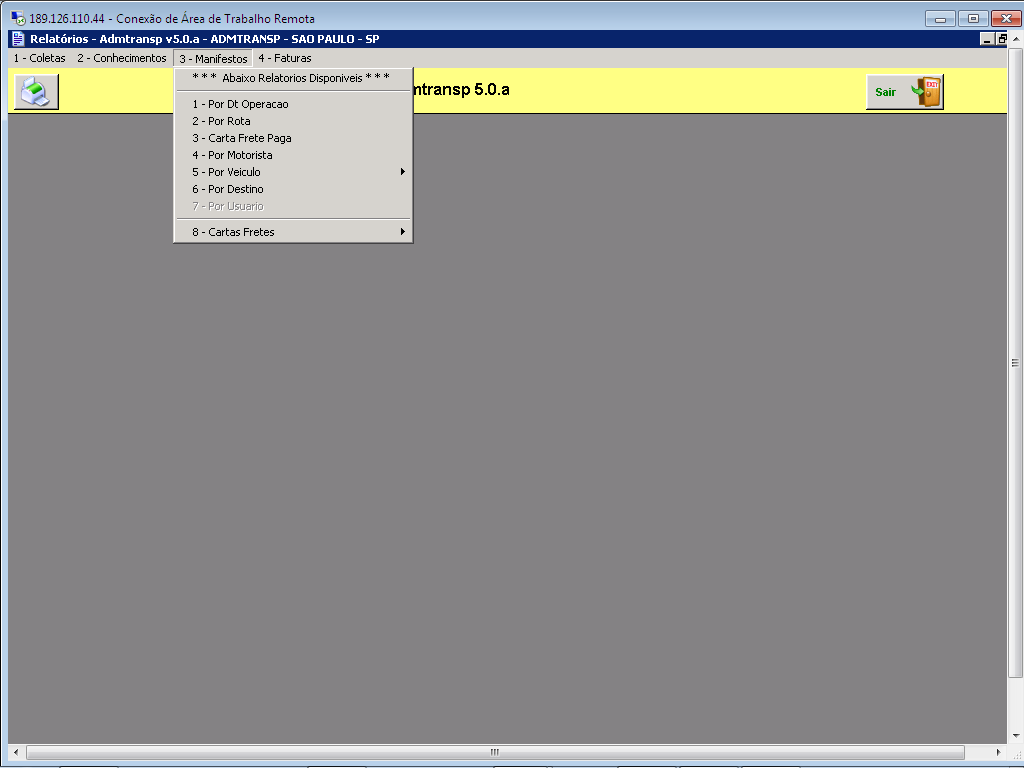 189.126.110.44 - Conexão de Área de Trabalho Remota
Relatórios - Admtransp v5.0.a - ADMTRANSP - SAO PAULO - SP
1 - Coletas 2 - Conhecimentos 3 - Manifestos 4 - Faturas
* * * Abaixo Relatorios Disponiveis * * *
mtransp 5.0.a
Sair
EXIT
1 - Por Dt Operacao
2 - Por Rota
3 - Carta Frete Paga
4 - Por Motorista
5 - Por Veiculo
6 - Por Destino
7 - Por Usuario
8 - Cartas Fretes